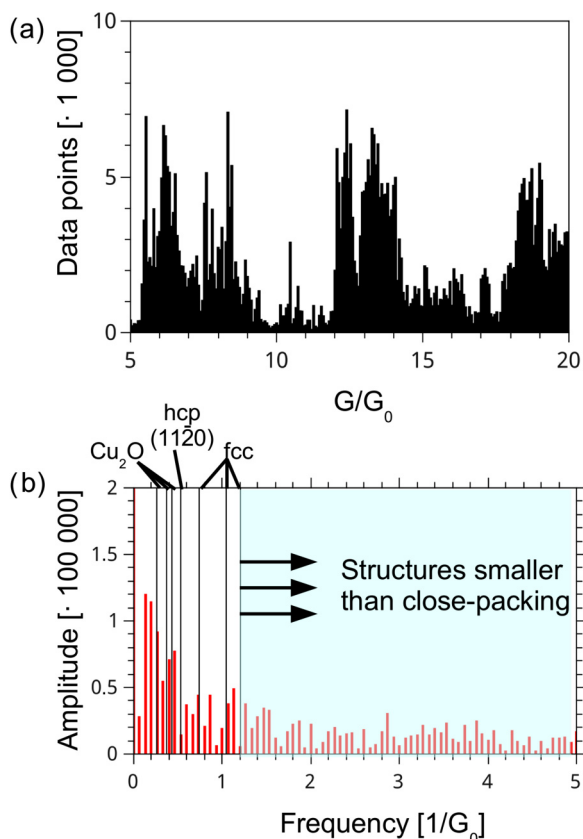 (a)
10
5
0
Data points [· 1 000]
5
10
15
20
G/G₀
hcp
(112̄0)
Cu₂O
fcc
(b)
2
1.5
1
0.5
0
Amplitude [· 100 000]
Structures smaller
than close-packing
0
1
2
3
4
5
Frequency [1/G₀]